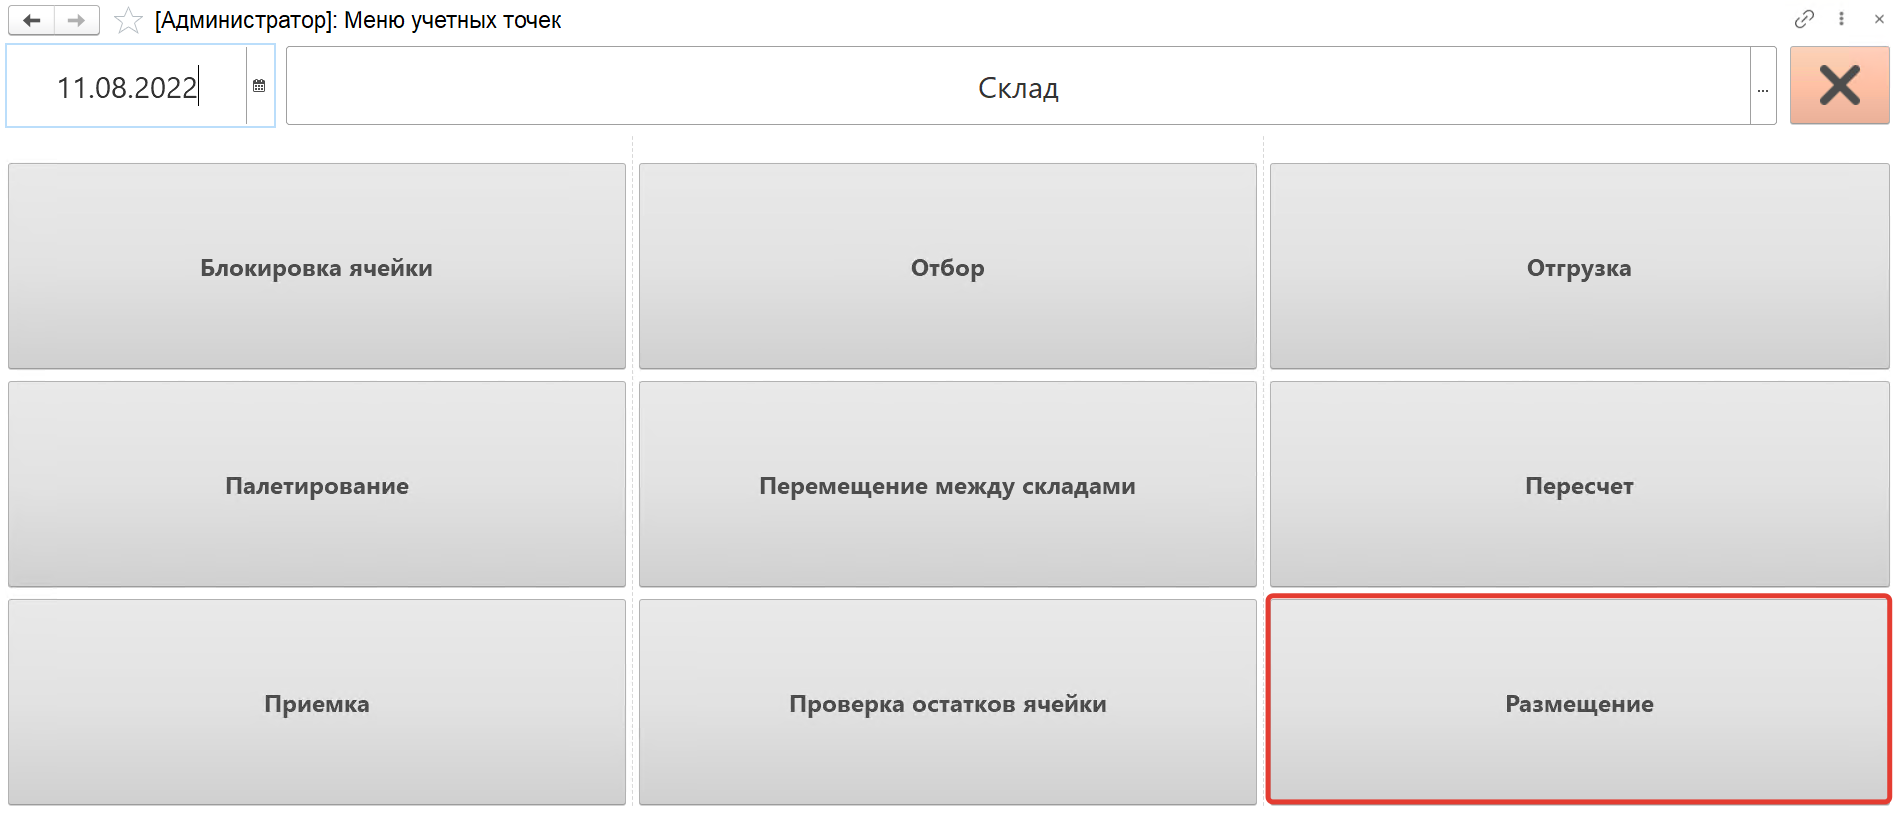 [Администратор]: Меню учетных точек
11.08.2022
Склад
...
Блокировка ячейки
Отбор
Отгрузка
Палетирование
Перемещение между складами
Пересчет
Приемка
Проверка остатков ячейки
Размещение